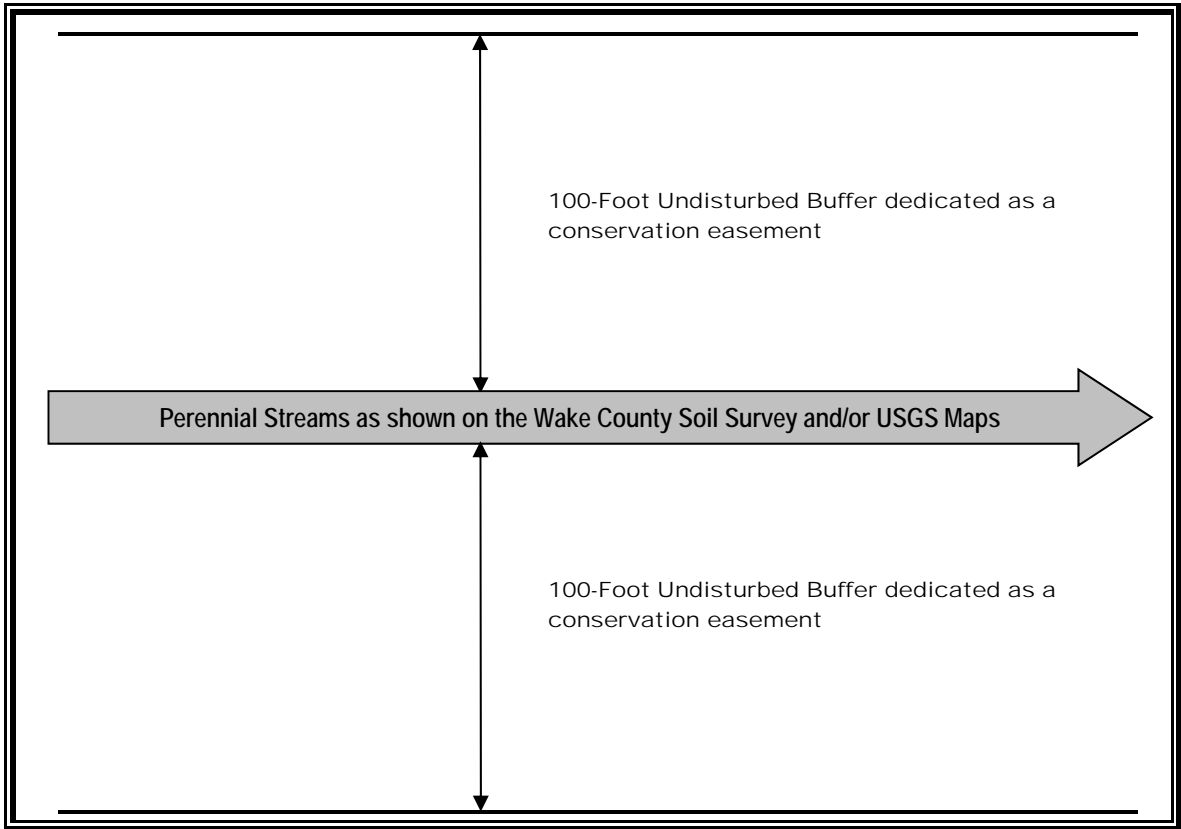 100-Foot Undisturbed Buffer dedicated as a
conservation easement
Perennial Streams as shown on the Wake County Soil Survey and/or USGS Maps
100-Foot Undisturbed Buffer dedicated as a
conservation easement